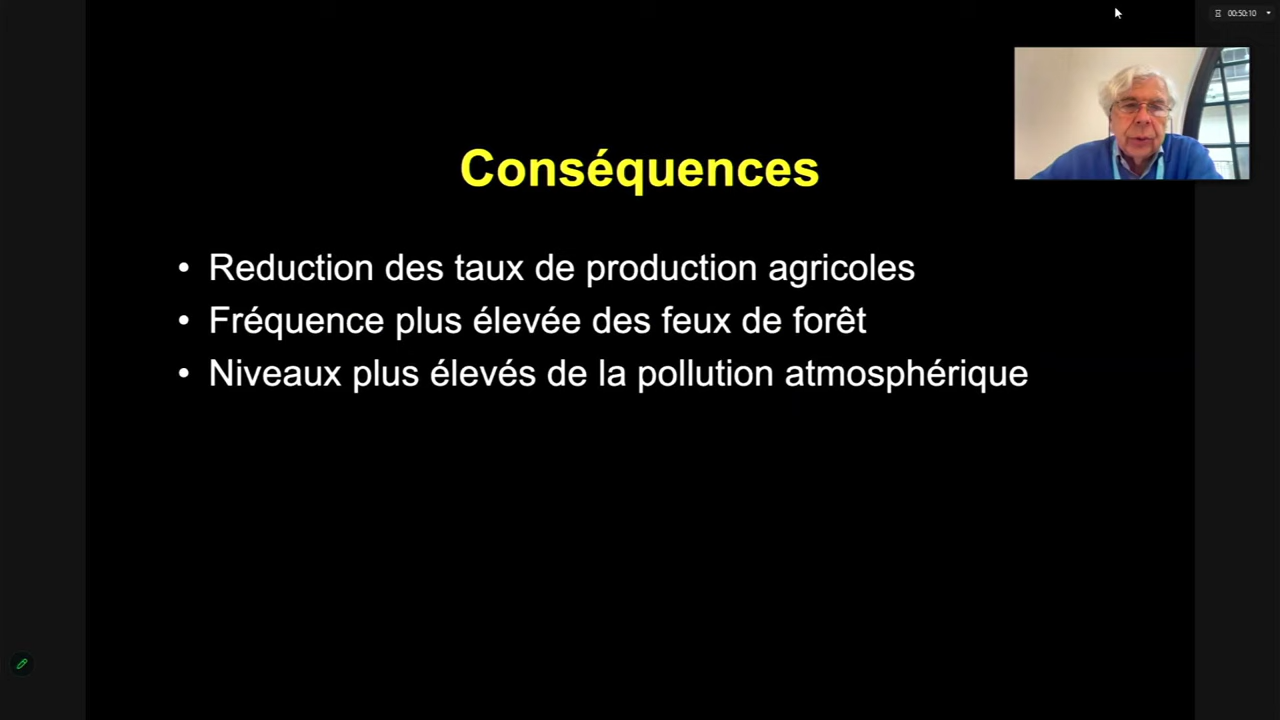 00:50:10
Conséquences
• Reduction des taux de production agricoles
• Fréquence plus élevée des feux de forêt
• Niveaux plus élevés de la pollution atmosphérique